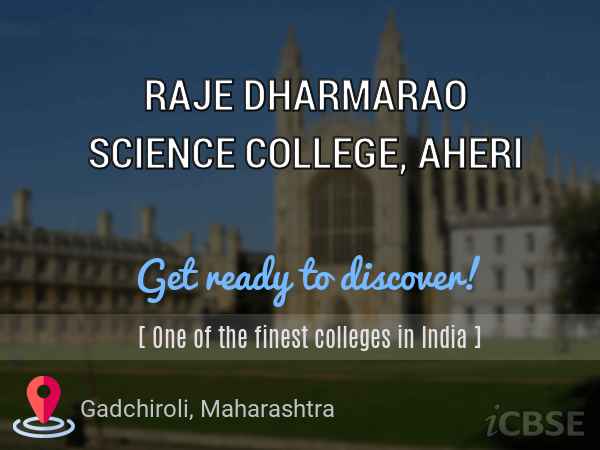 RAJE DHARMARAO
SCIENCE COLLEGE, AHERI
Get ready to discover!
[ One of the finest colleges in India ]
Gadchiroli, Maharashtra
iCBSE